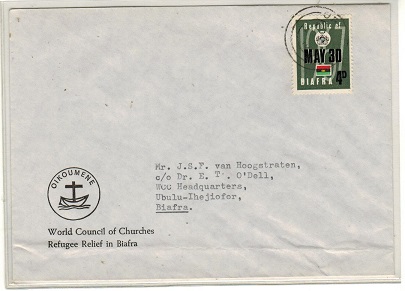 Republic of
MAY 30
4D
BIAFRA
Mr. J.S.F. van Hoogstraten,
c/o Dr. E. T. O'Dell,
WCC Headquarters,
Ubulu-Ihejiofor,
Biafra.
OIKOUMENE
World Council of Churches
Refugee Relief in Biafra